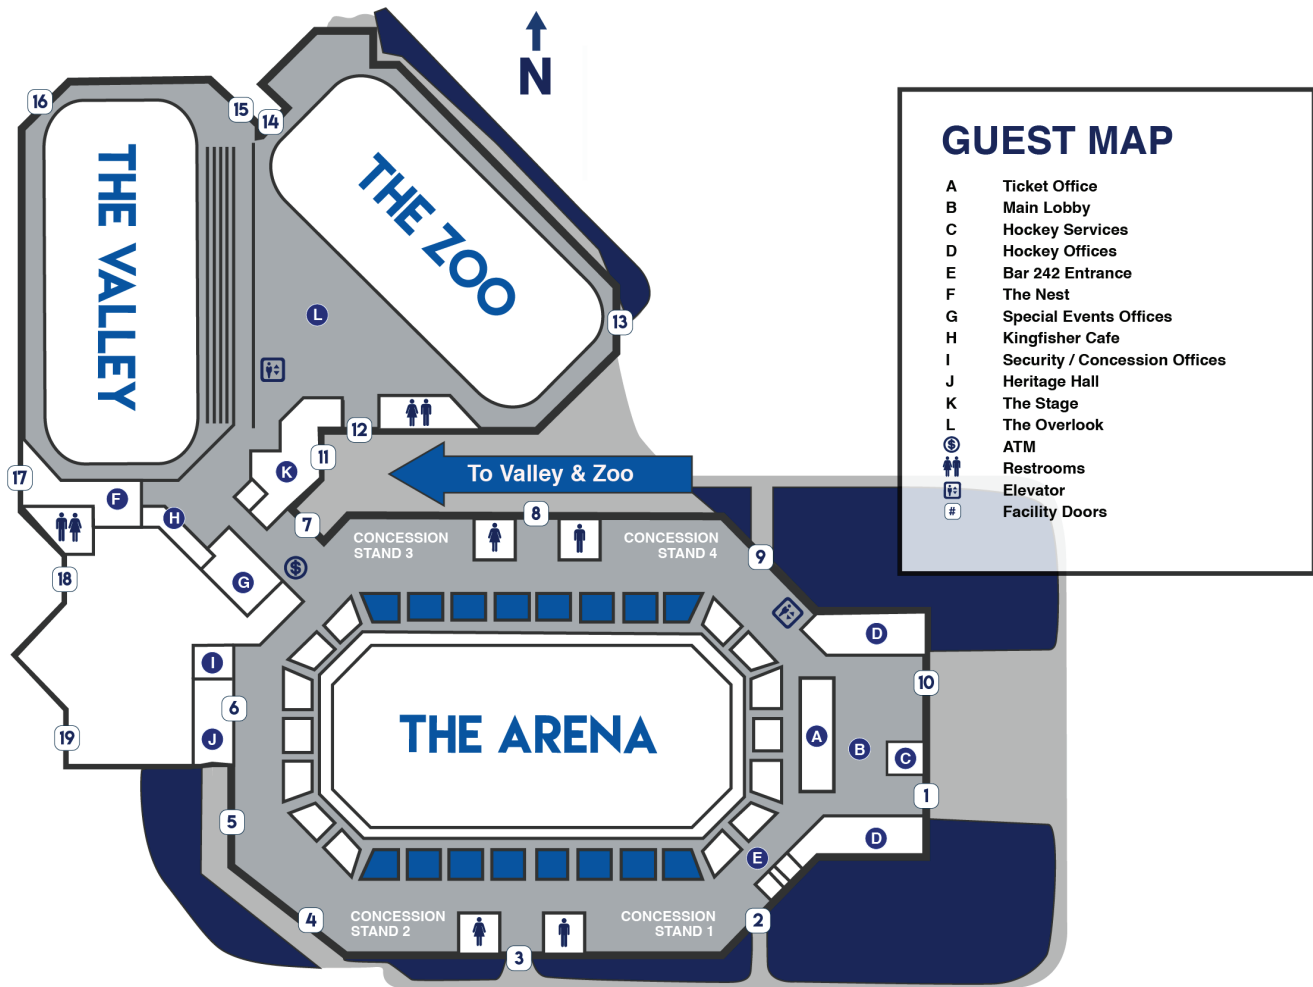 N
GUEST MAP
A Ticket Office
B Main Lobby
C Hockey Services
D Hockey Offices
E Bar 242 Entrance
F The Nest
G Special Events Offices
H Kingfisher Cafe
I Security / Concession Offices
J Heritage Hall
K The Stage
L The Overlook
$ ATM
Restrooms
Elevator
# Facility Doors
16
15
14
THE VALLEY
THE ZOO
L
13
12
11
K
To Valley & Zoo
17
F
H
7
8
CONCESSION
STAND 3
CONCESSION
STAND 4
9
$
G
18
I
6
J
19
D
10
THE ARENA
A
B
C
1
5
E
D
4
CONCESSION
STAND 2
CONCESSION
STAND 1
2
3